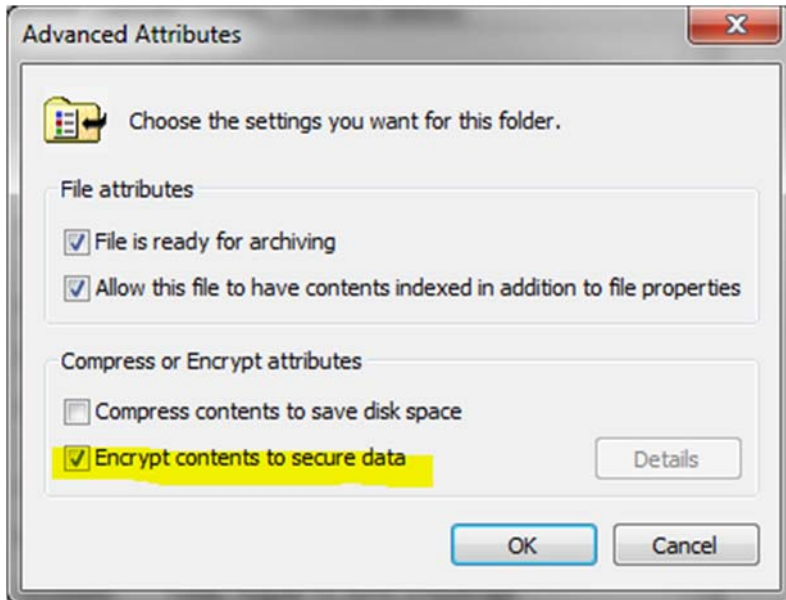 Advanced Attributes
Choose the settings you want for this folder.
File attributes
File is ready for archiving
Allow this file to have contents indexed in addition to file properties
Compress or Encrypt attributes
Compress contents to save disk space
Encrypt contents to secure data
Details
OK
Cancel